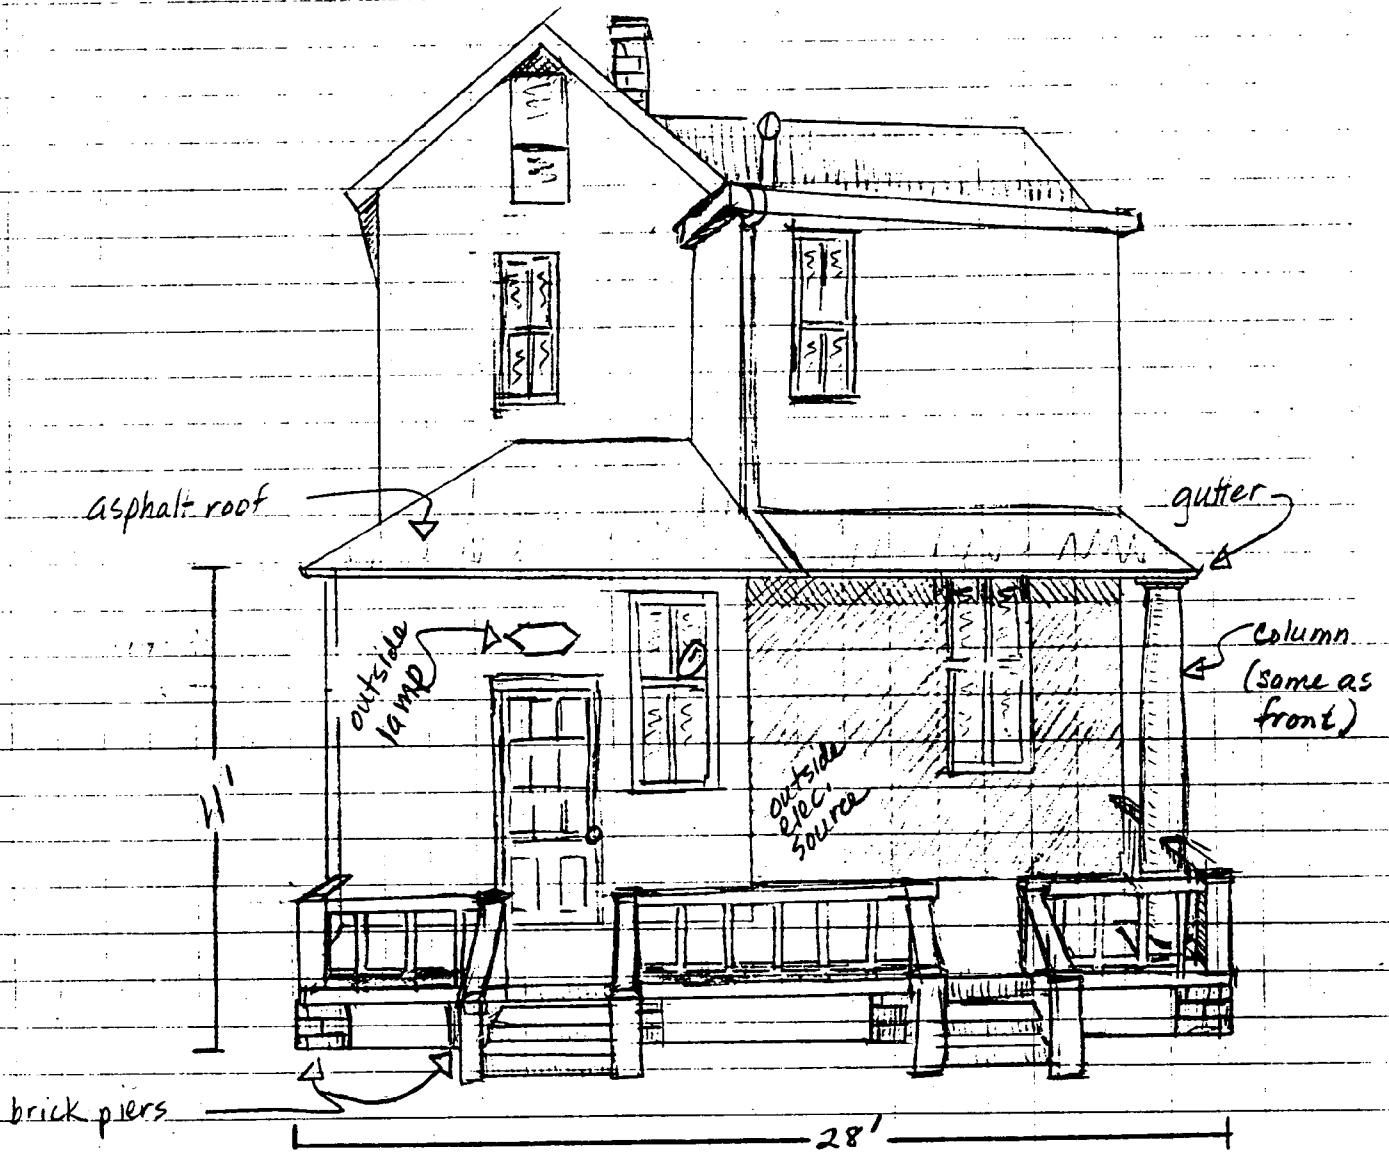 asphalt roof
gutter
outside
lamp
column
(same as
front)
11'
outside
elec.
source
brick piers
28'